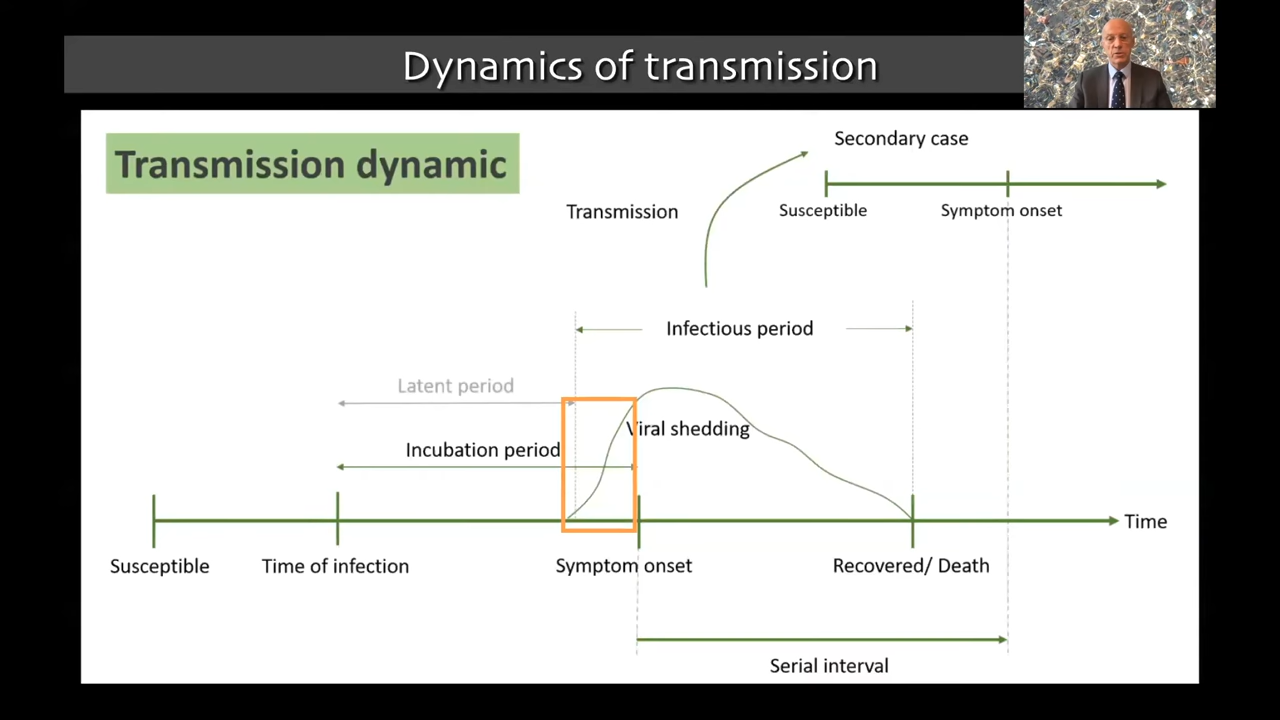 Dynamics of transmission
Transmission dynamic
Secondary case
Transmission
Susceptible
Symptom onset
Infectious period
Latent period
Viral shedding
Incubation period
Time
Susceptible
Time of infection
Symptom onset
Recovered/ Death
Serial interval